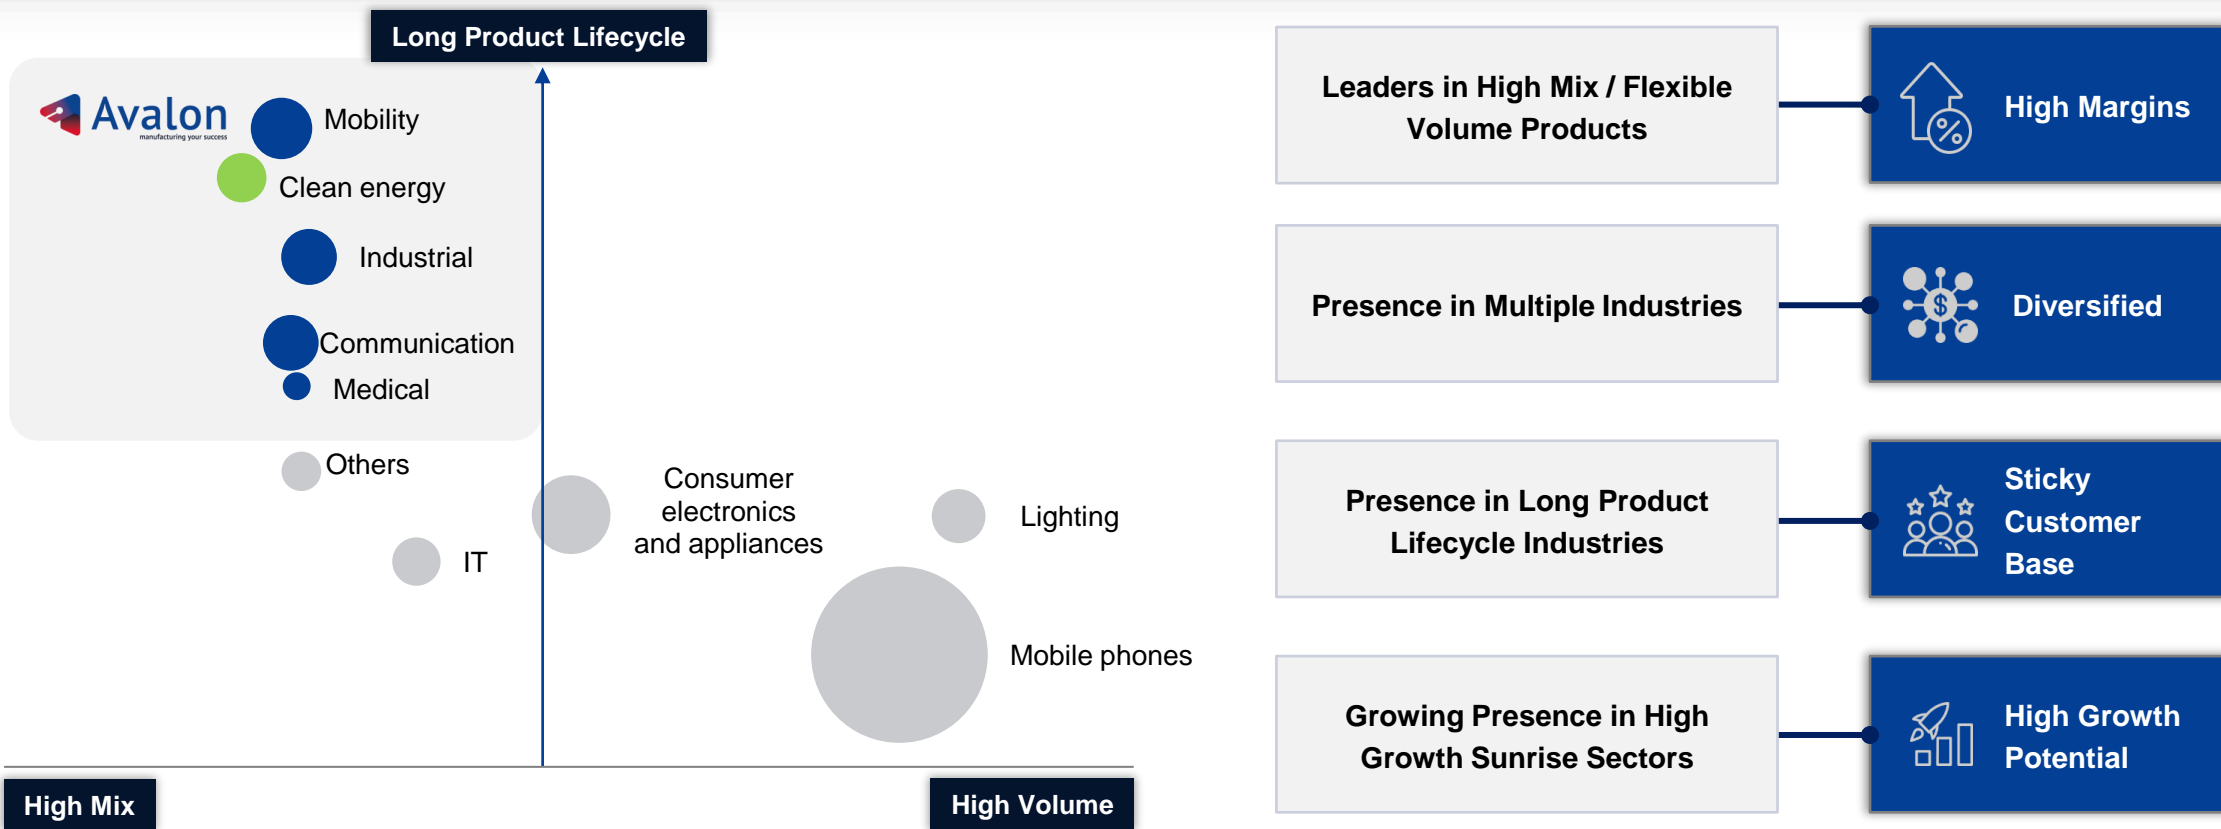 Long Product Lifecycle
Avalon
manufacturing your success
Mobility
Clean energy
Industrial
Communication
Medical
Others
IT
Consumer
electronics
and appliances
Lighting
Mobile phones
High Mix
High Volume
Leaders in High Mix / Flexible
Volume Products
High Margins
%
Presence in Multiple Industries
$
Diversified
Presence in Long Product
Lifecycle Industries
Sticky
Customer
Base
Growing Presence in High
Growth Sunrise Sectors
High Growth
Potential